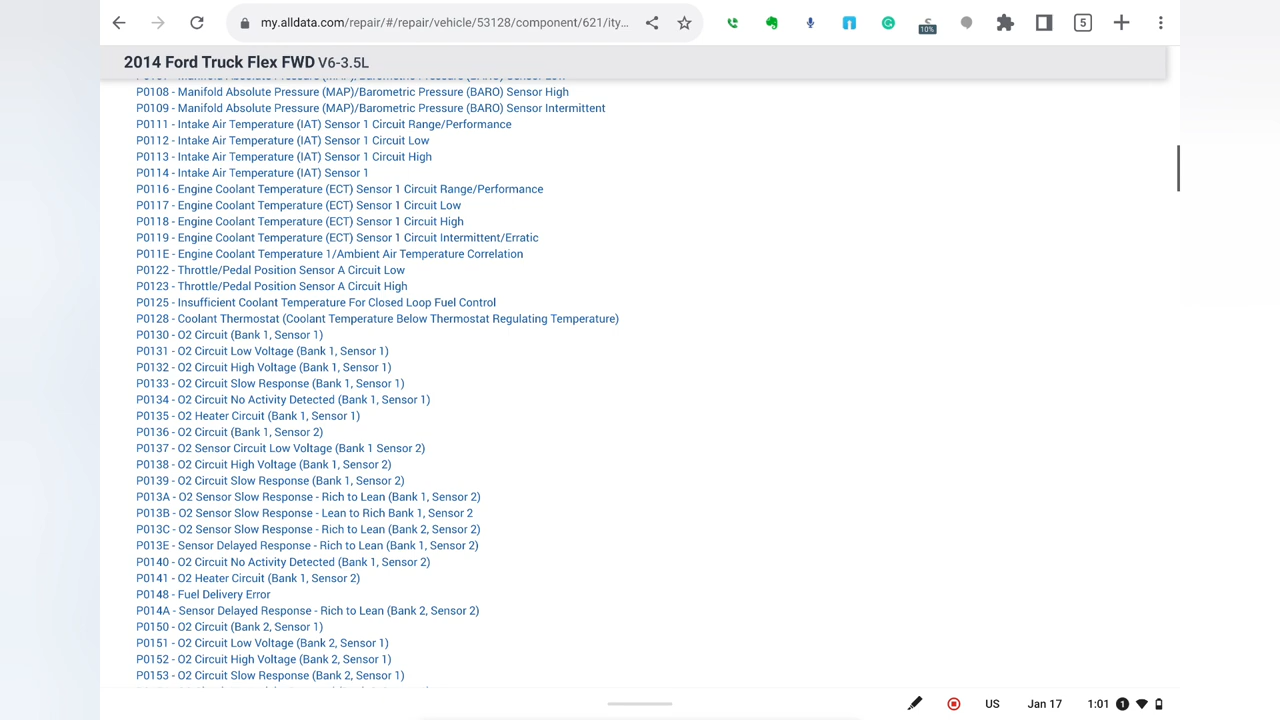 my.alldata.com/repair/#/repair/vehicle/53128/component/621/ity...
10%
5
2014 Ford Truck Flex FWD V6-3.5L
P0108 - Manifold Absolute Pressure (MAP)/Barometric Pressure (BARO) Sensor High
P0109 - Manifold Absolute Pressure (MAP)/Barometric Pressure (BARO) Sensor Intermittent
P0111 - Intake Air Temperature (IAT) Sensor 1 Circuit Range/Performance
P0112 - Intake Air Temperature (IAT) Sensor 1 Circuit Low
P0113 - Intake Air Temperature (IAT) Sensor 1 Circuit High
P0114 - Intake Air Temperature (IAT) Sensor 1
P0116 - Engine Coolant Temperature (ECT) Sensor 1 Circuit Range/Performance
P0117 - Engine Coolant Temperature (ECT) Sensor 1 Circuit Low
P0118 - Engine Coolant Temperature (ECT) Sensor 1 Circuit High
P0119 - Engine Coolant Temperature (ECT) Sensor 1 Circuit Intermittent/Erratic
P011E - Engine Coolant Temperature 1/Ambient Air Temperature Correlation
P0122 - Throttle/Pedal Position Sensor A Circuit Low
P0123 - Throttle/Pedal Position Sensor A Circuit High
P0125 - Insufficient Coolant Temperature For Closed Loop Fuel Control
P0128 - Coolant Thermostat (Coolant Temperature Below Thermostat Regulating Temperature)
P0130 - O2 Circuit (Bank 1, Sensor 1)
P0131 - O2 Circuit Low Voltage (Bank 1, Sensor 1)
P0132 - O2 Circuit High Voltage (Bank 1, Sensor 1)
P0133 - O2 Circuit Slow Response (Bank 1, Sensor 1)
P0134 - O2 Circuit No Activity Detected (Bank 1, Sensor 1)
P0135 - O2 Heater Circuit (Bank 1, Sensor 1)
P0136 - O2 Circuit (Bank 1, Sensor 2)
P0137 - O2 Sensor Circuit Low Voltage (Bank 1 Sensor 2)
P0138 - O2 Circuit High Voltage (Bank 1, Sensor 2)
P0139 - O2 Circuit Slow Response (Bank 1, Sensor 2)
P013A - O2 Sensor Slow Response - Rich to Lean (Bank 1, Sensor 2)
P013B - O2 Sensor Slow Response - Lean to Rich Bank 1, Sensor 2
P013C - O2 Sensor Slow Response - Rich to Lean (Bank 2, Sensor 2)
P013E - Sensor Delayed Response - Rich to Lean (Bank 1, Sensor 2)
P0140 - O2 Circuit No Activity Detected (Bank 1, Sensor 2)
P0141 - O2 Heater Circuit (Bank 1, Sensor 2)
P0148 - Fuel Delivery Error
P014A - Sensor Delayed Response - Rich to Lean (Bank 2, Sensor 2)
P0150 - O2 Circuit (Bank 2, Sensor 1)
P0151 - O2 Circuit Low Voltage (Bank 2, Sensor 1)
P0152 - O2 Circuit High Voltage (Bank 2, Sensor 1)
P0153 - O2 Circuit Slow Response (Bank 2, Sensor 1)
US Jan 17 1:01 1